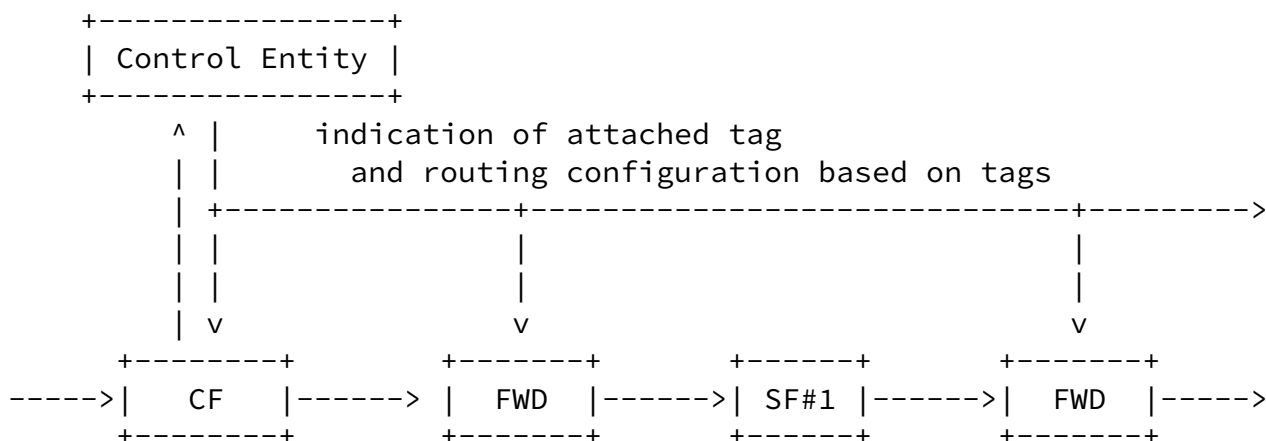 Control Entity
indication of attached tag
and routing configuration based on tags
CF FWD SF#1 FWD